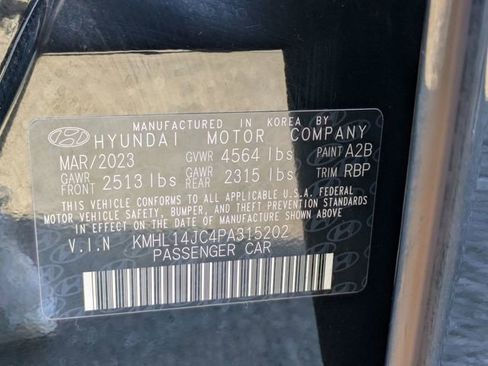 MANUFACTURED IN KOREA BY
HYUNDAI MOTOR COMPANY
MAR/2023 GVWR 4564 lbs PAINT A2B
GAWR FRONT 2513 lbs GAWR REAR 2315 lbs TRIM RBP
THIS VEHICLE CONFORMS TO ALL APPLICABLE U.S.A. FEDERAL
MOTOR VEHICLE SAFETY, BUMPER, AND THEFT PREVENTION STANDARDS
IN EFFECT ON THE DATE OF MANUFACTURE SHOWN ABOVE.
V.I.N KMHL14JC4PA315202
PASSENGER CAR